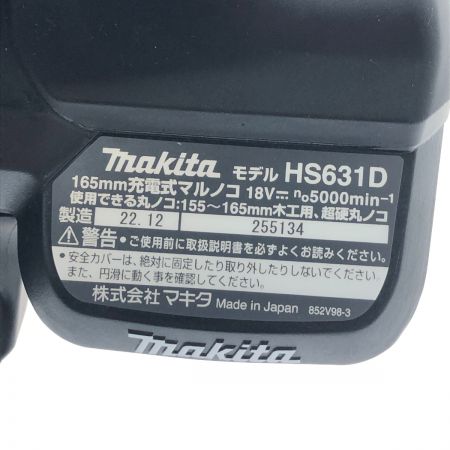 makita モデル HS631D
165mm充電式マルノコ 18V⎓ n₀5000min⁻¹
使用できる丸ノコ:155～165mm木工用、超硬丸ノコ
製造 22.12 255134
⚠警告 • ご使用前に取扱説明書を必ずよくお読みください。
• 安全カバーは、絶対に固定したり取り外したりしないでください。
また、円滑に動く事を確認してください。
株式会社マキタ Made in Japan 852V98-3
makita